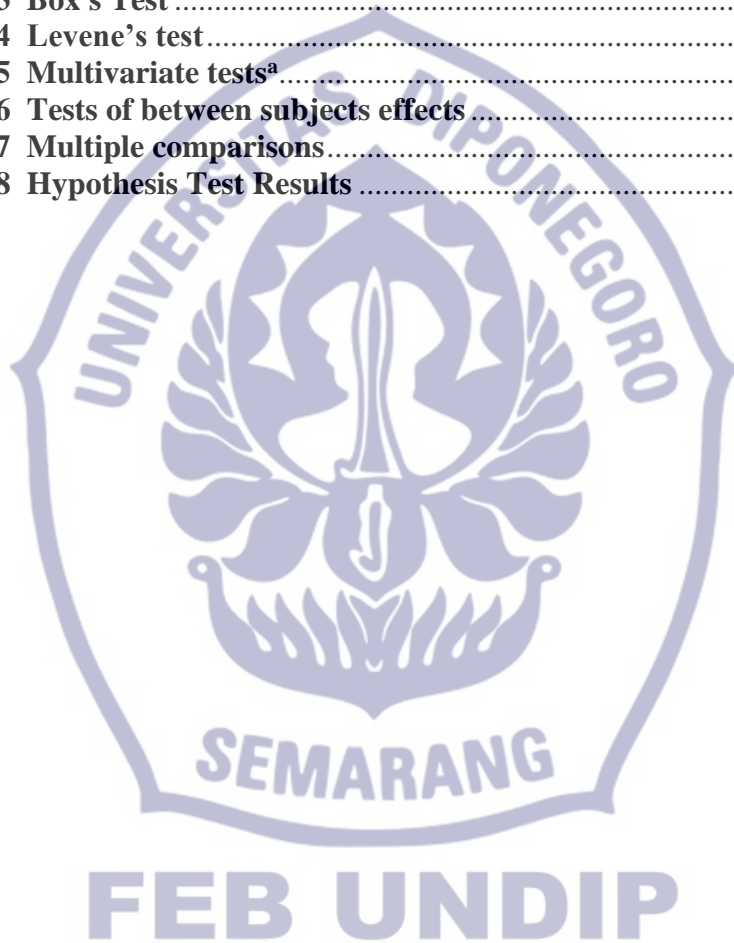 3 Box's Test
4 Levene's test
5 Multivariate testsᵃ
6 Tests of between subjects effects
7 Multiple comparisons
8 Hypothesis Test Results
UNIVERSITAS DIPONEGORO
SEMARANG
FEB UNDIP